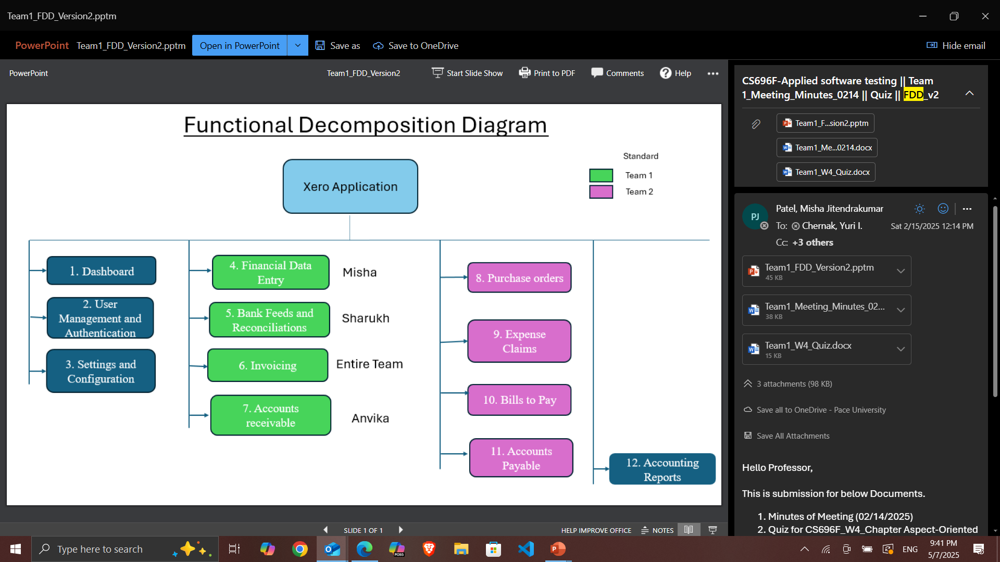 Team1_FDD_Version2.pptm
PowerPoint Team1_FDD_Version2.pptm Open in PowerPoint Save as Save to OneDrive Hide email
PowerPoint Team1_FDD_Version2 Start Slide Show Print to PDF Comments Help
Functional Decomposition Diagram
Xero Application
Standard
Team 1
Team 2
1. Dashboard
2. User
Management and
Authentication
3. Settings and
Configuration
4. Financial Data
Entry
Misha
5. Bank Feeds and
Reconciliations
Sharukh
6. Invoicing
Entire Team
7. Accounts
receivable
Anvika
8. Purchase orders
9. Expense
Claims
10. Bills to Pay
11. Accounts
Payable
12. Accounting
Reports
SLIDE 1 OF 1
HELP IMPROVE OFFICE NOTES
CS696F-Applied software testing || Team
1_Meeting_Minutes_0214 || Quiz || FDD_v2
Team1_F...sion2.pptm
Team1_Me...0214.docx
Team1_W4_Quiz.docx
PJ
Patel, Misha Jitendrakumar
To: Chernak, Yuri I. Sat 2/15/2025 12:14 PM
Cc: +3 others
Team1_FDD_Version2.pptm
45 KB
Team1_Meeting_Minutes_02...
38 KB
Team1_W4_Quiz.docx
15 KB
3 attachments (98 KB)
Save all to OneDrive - Pace University
Save All Attachments
Hello Professor,
This is submission for below Documents.
1. Minutes of Meeting (02/14/2025)
2. Quiz for CS696F_W4_Chapter Aspect-Oriented
Type here to search
M365
ENG
9:41 PM
5/7/2025